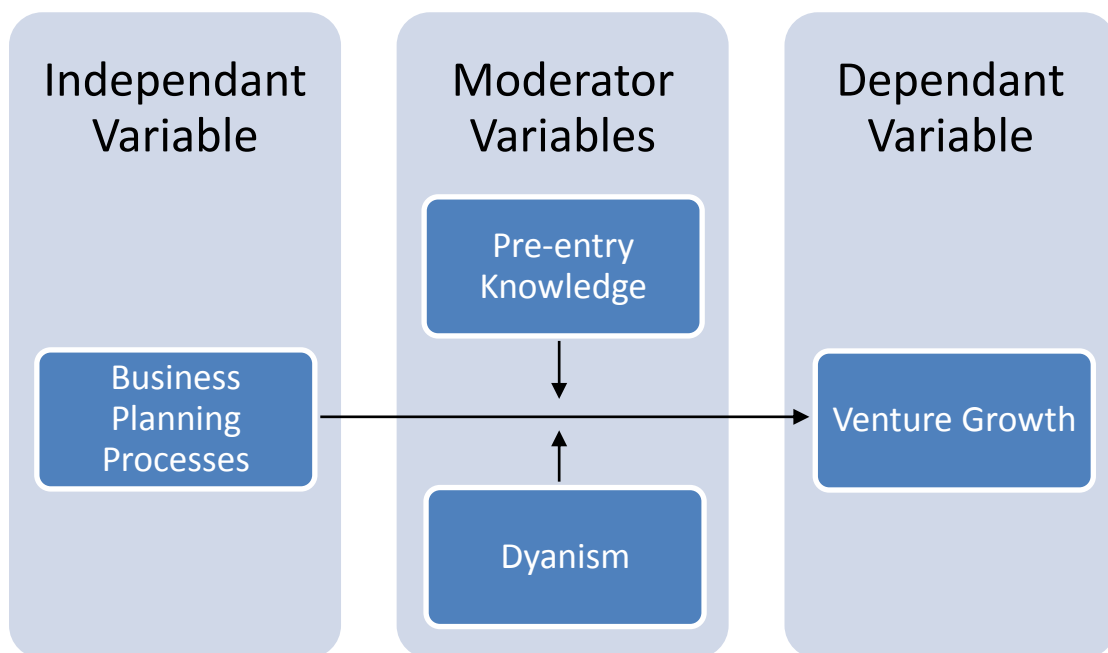 Independant
Variable
Business
Planning
Processes
Moderator
Variables
Pre-entry
Knowledge
Dyanism
Dependant
Variable
Venture Growth